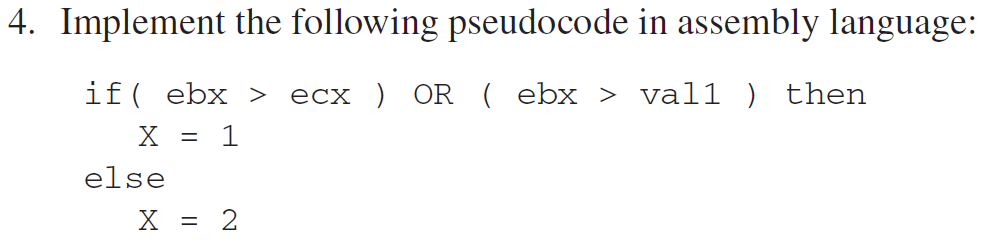 4. Implement the following pseudocode in assembly language:
if( ebx > ecx ) OR ( ebx > val1 ) then
X = 1
else
X = 2